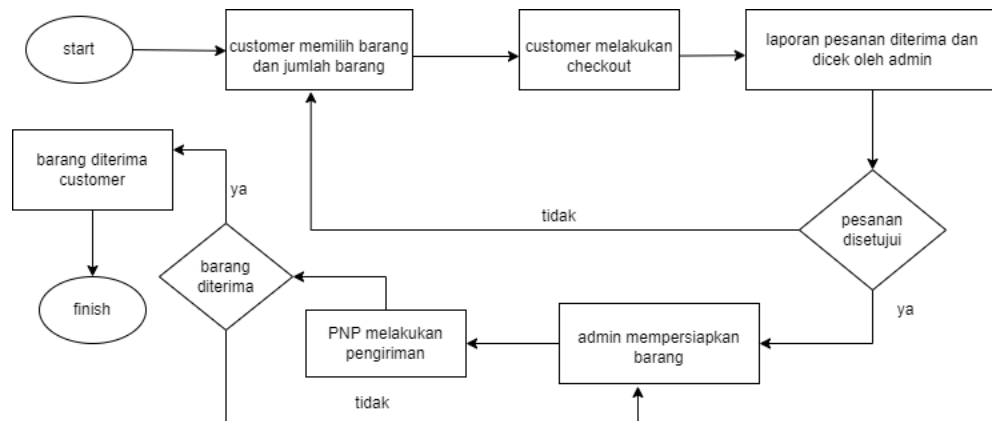 start
customer memilih barang
dan jumlah barang
customer melakukan
checkout
laporan pesanan diterima dan
dicek oleh admin
barang diterima
customer
ya
tidak
pesanan
disetujui
barang
diterima
finish
ya
PNP melakukan
pengiriman
admin mempersiapkan
barang
tidak